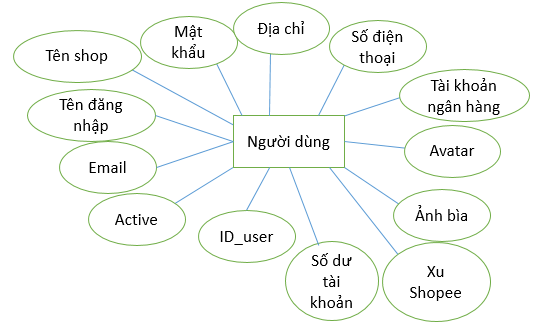 Địa chỉ
Mật
khẩu
Số điện
thoại
Tên shop
Tài khoản
ngân hàng
Tên đăng
nhập
Người dùng
Avatar
Email
Active
Ảnh bìa
ID_user
Số dư
tài
khoản
Xu
Shopee